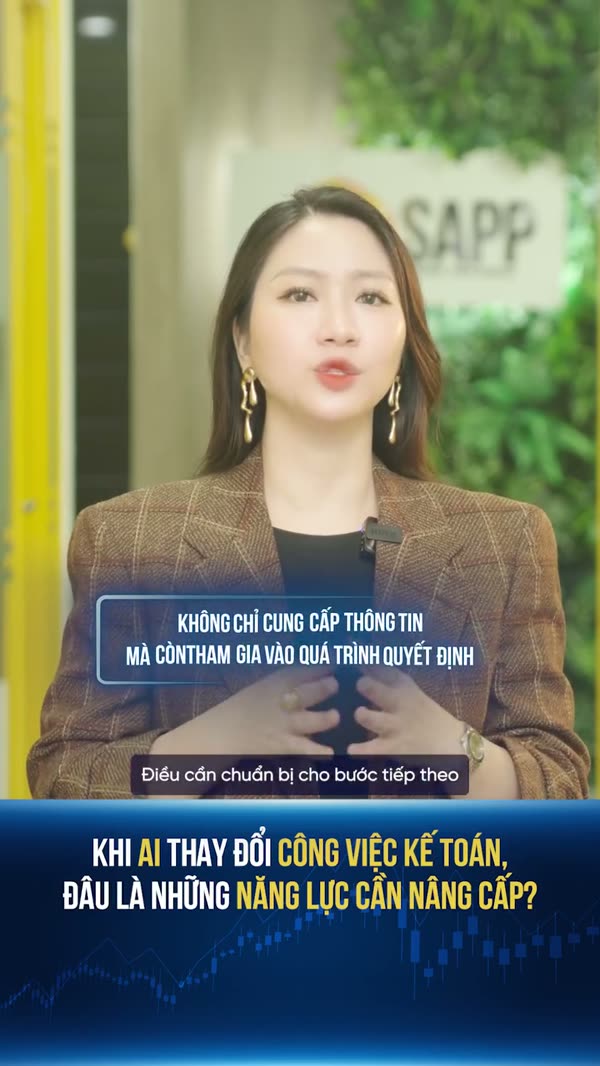 SAPP
KHÔNG CHỈ CUNG CẤP THÔNG TIN
MÀ CÒNTHAM GIA VÀO QUÁ TRÌNH QUYẾT ĐỊNH
Điều cần chuẩn bị cho bước tiếp theo
KHI AI THAY ĐỔI CÔNG VIỆC KẾ TOÁN,
ĐÂU LÀ NHỮNG NĂNG LỰC CẦN NÂNG CẤP?